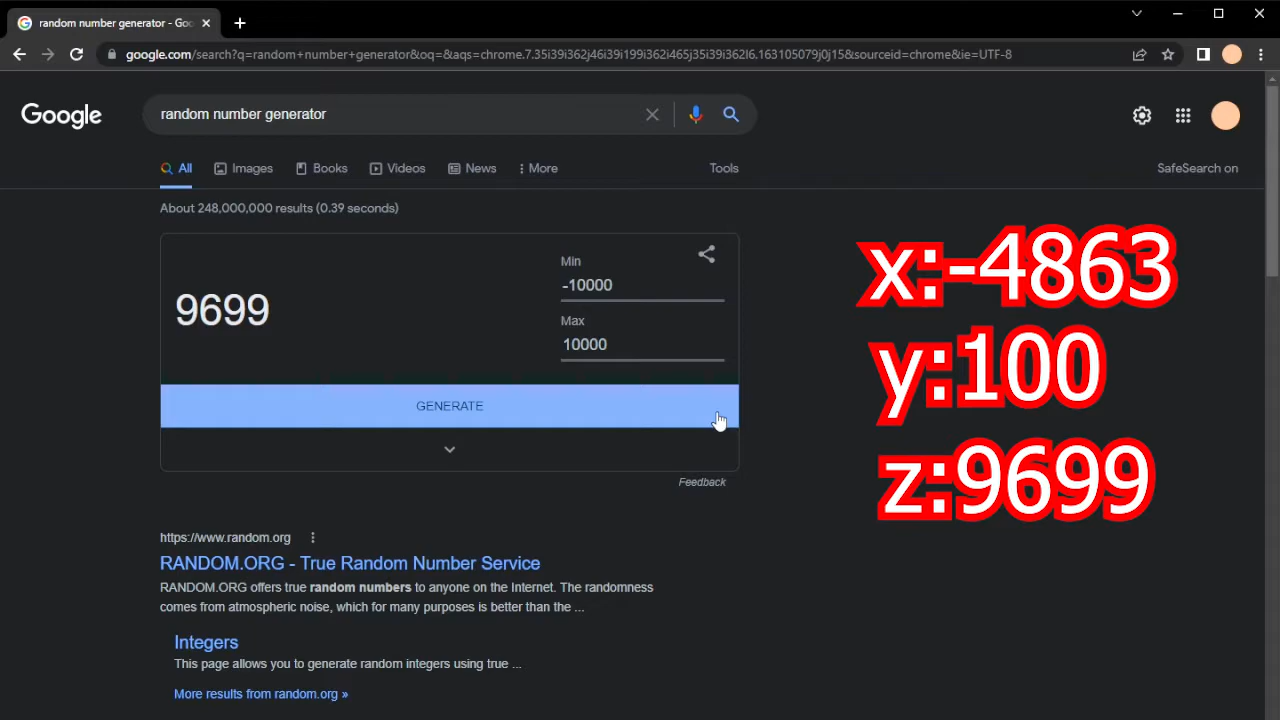 random number generator - Goo
google.com/search?q=random+number+generator&oq=&aqs=chrome.7.35i39i362j46i39i199i362i465j35i39i362l6.163105079j0j15&sourceid=chrome&ie=UTF-8
Google
random number generator
All Images Books Videos News More Tools SafeSearch on
About 248,000,000 results (0.39 seconds)
9699
Min
-10000
Max
10000
GENERATE
Feedback
x:-4863
y:100
z:9699
https://www.random.org
RANDOM.ORG - True Random Number Service
RANDOM.ORG offers true random numbers to anyone on the Internet. The randomness
comes from atmospheric noise, which for many purposes is better than the ...
Integers
This page allows you to generate random integers using true ...
More results from random.org »